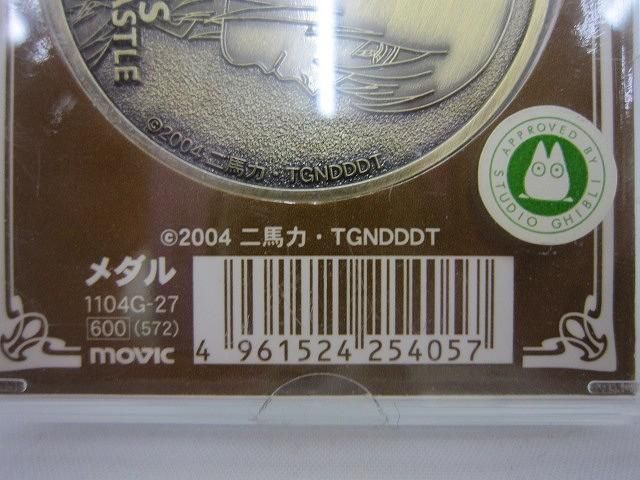 S
ASTLE
©2004 二馬力・TGNDDDT
APPROVED BY
STUDIO GHIBLI
©2004 二馬力・TGNDDDT
メダル
1104G-27
600 (572)
movic
4 961524 254057